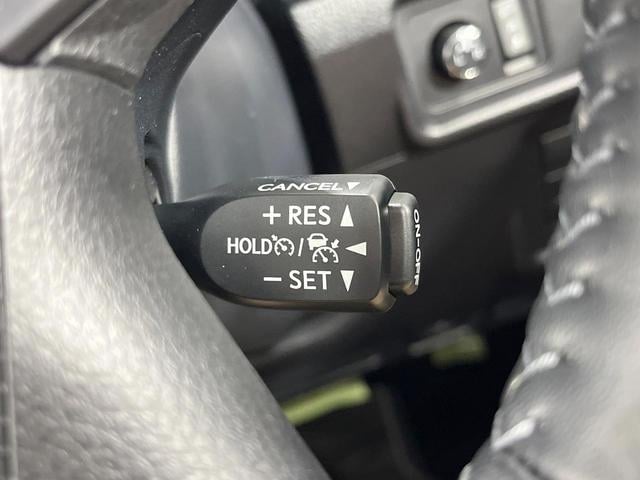 CANCEL▼
+ RES ▲
HOLD / ◀
− SET ▼
ON-OFF